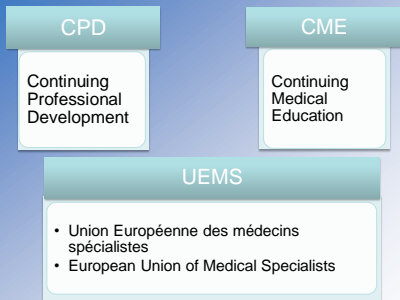 CPD
Continuing
Professional
Development
CME
Continuing
Medical
Education
UEMS
• Union Européenne des médecins
spécialistes
• European Union of Medical Specialists